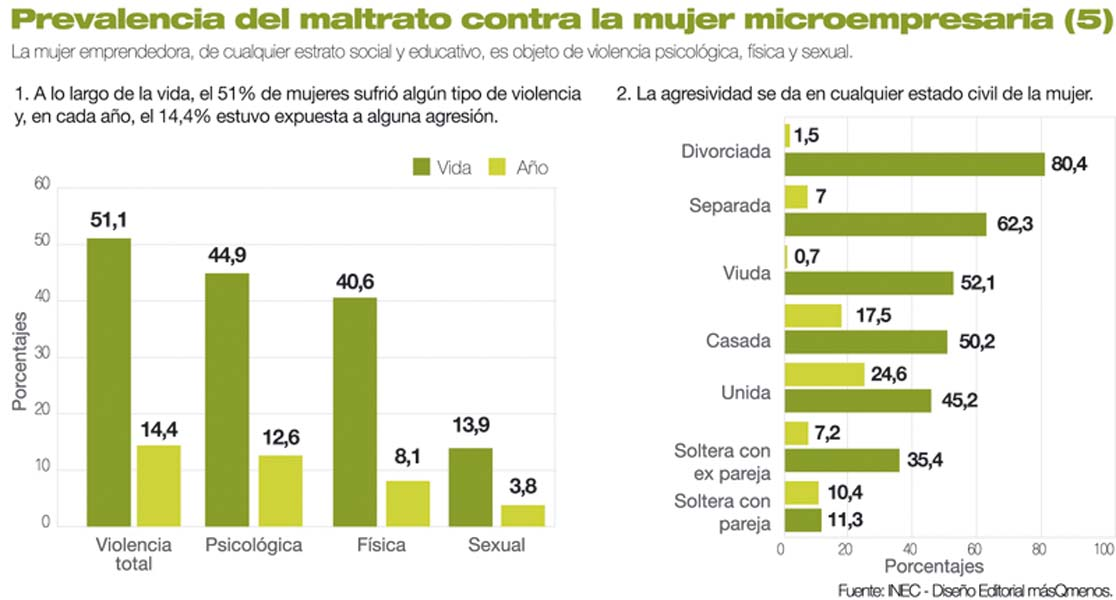 Prevalencia del maltrato contra la mujer microempresaria (5)
La mujer emprendedora, de cualquier estrato social y educativo, es objeto de violencia psicológica, física y sexual.
1. A lo largo de la vida, el 51% de mujeres sufrió algún tipo de violencia
y, en cada año, el 14,4% estuvo expuesta a alguna agresión.
Vida Año
Porcentajes
60
50
40
30
20
10
0
51,1
14,4
44,9
12,6
40,6
8,1
13,9
3,8
Violencia
total
Psicológica
Física
Sexual
2. La agresividad se da en cualquier estado civil de la mujer.
Divorciada
1,5
80,4
Separada
7
62,3
Viuda
0,7
52,1
Casada
17,5
50,2
Unida
24,6
45,2
Soltera con
ex pareja
7,2
35,4
Soltera con
pareja
10,4
11,3
0 20 40 60 80 100
Porcentajes
Fuente: INEC - Diseño Editorial másQmenos.